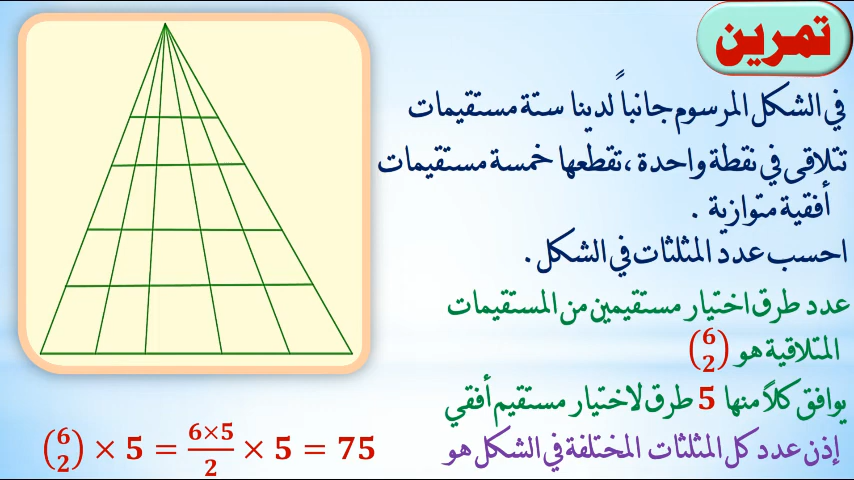 تمرين
في الشكل المرسوم جانباً لدينا ستة مستقيمات
تتلاقى في نقطة واحدة ، تقطعها خمسة مستقيمات
أفقية متوازية .
احسب عدد المثلثات في الشكل .
عدد طرق اختيار مستقيمين من المستقيمات
المتلاقية هو (6 2)
يوافق كلاً منها 5 طرق لاختيار مستقيم أفقي
إذن عدد كل المثلثات المختلفة في الشكل هو
(6 2) × 5 = 6×5/2 × 5 = 75